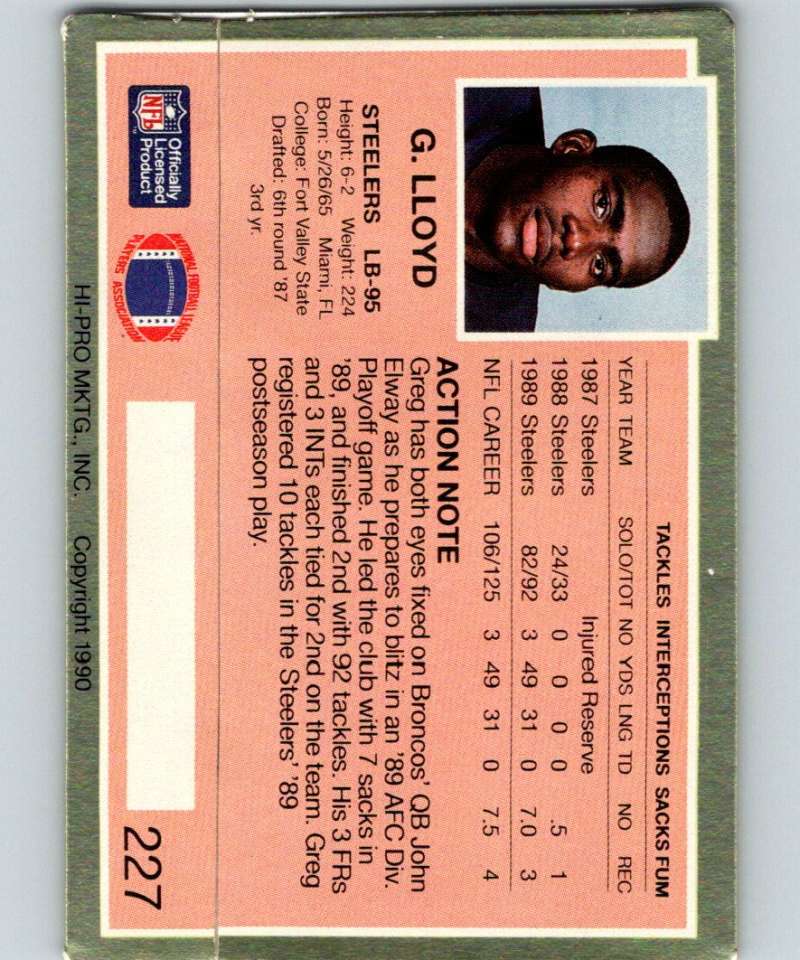 G. LLOYD
STEELERS LB-95
Height: 6-2 Weight: 224
Born: 5/26/65 Miami, FL
College: Fort Valley State
Drafted: 6th round '87
3rd yr.
TACKLES INTERCEPTIONS SACKS FUM
YEAR TEAM SOLO/TOT NO YDS LNG TD NO REC
1987 Steelers Injured Reserve
1988 Steelers 24/33 0 0 0 0 .5 1
1989 Steelers 82/92 3 49 31 0 7.0 3
NFL CAREER 106/125 3 49 31 0 7.5 4
ACTION NOTE
Greg has both eyes fixed on Broncos' QB John
Elway as he prepares to blitz in an '89 AFC Div.
Playoff game. He led the club with 7 sacks in
'89, and finished 2nd with 92 tackles. His 3 FRs
and 3 INTs each tied for 2nd on the team. Greg
registered 10 tackles in the Steelers' '89
postseason play.
NFL
Officially
Licensed
Product
TM
NATIONAL FOOTBALL LEAGUE
PLAYERS ASSOCIATION
227
HI-PRO MKTG., INC. Copyright 1990